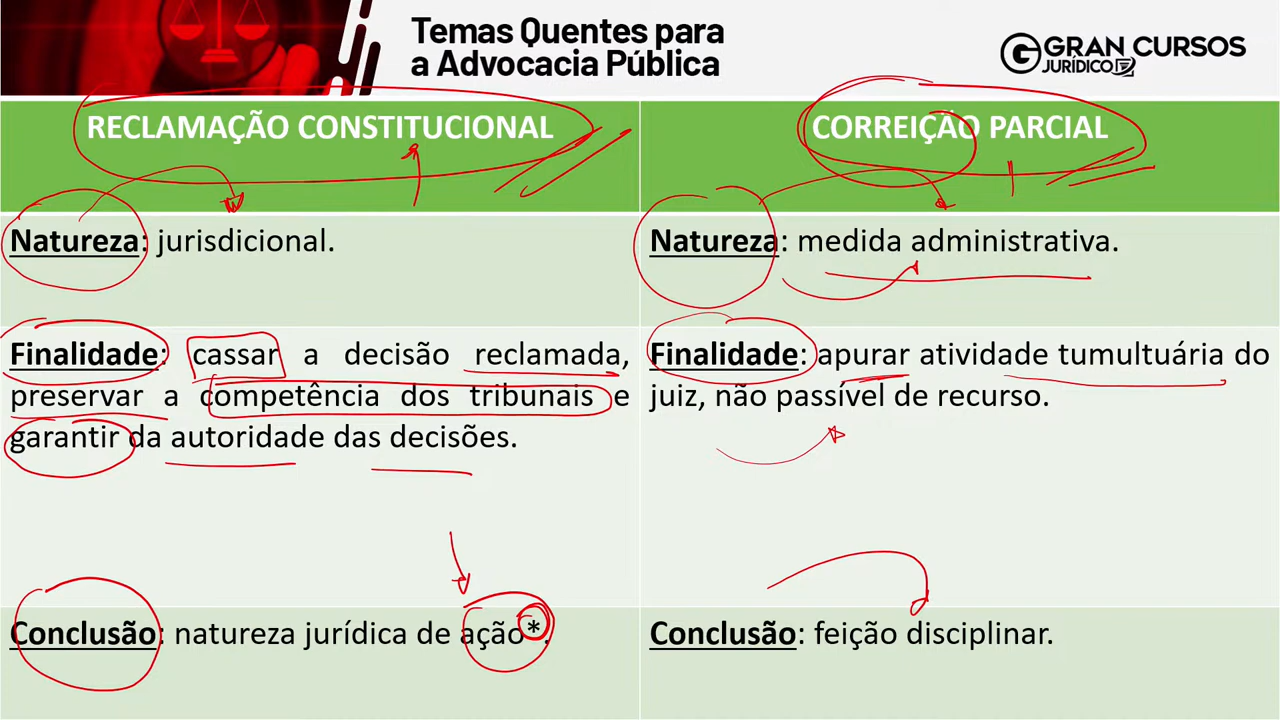 Temas Quentes para
a Advocacia Pública
GRAN CURSOS
JURÍDICO
RECLAMAÇÃO CONSTITUCIONAL
CORREIÇÃO PARCIAL
Natureza: jurisdicional.
Natureza: medida administrativa.
Finalidade: cassar a decisão reclamada,
preservar a competência dos tribunais e
garantir da autoridade das decisões.
Finalidade: apurar atividade tumultuária do
juiz, não passível de recurso.
Conclusão: natureza jurídica de ação*.
Conclusão: feição disciplinar.